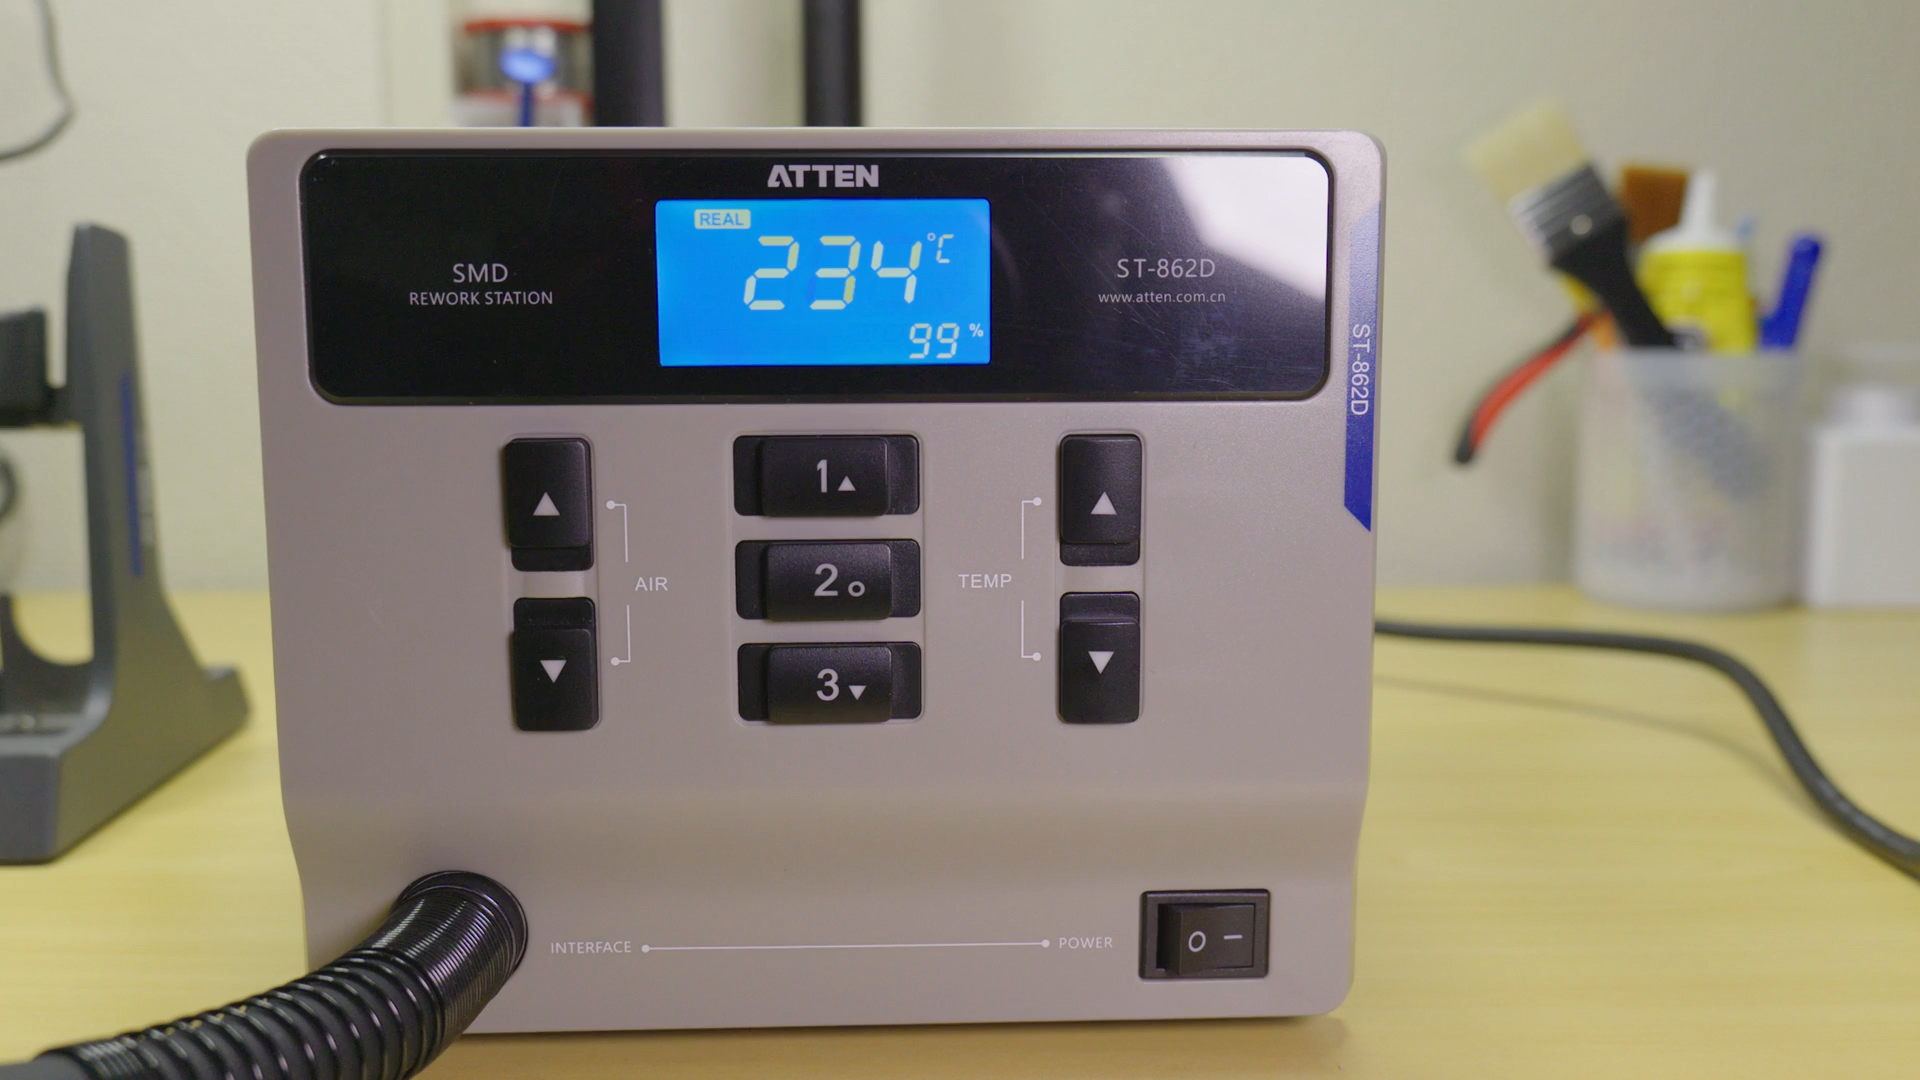 ATTEN
REAL
234°C
99%
SMD
REWORK STATION
ST-862D
www.atten.com.cn
ST-862D
1
2
3
AIR
TEMP
INTERFACE
POWER
O –